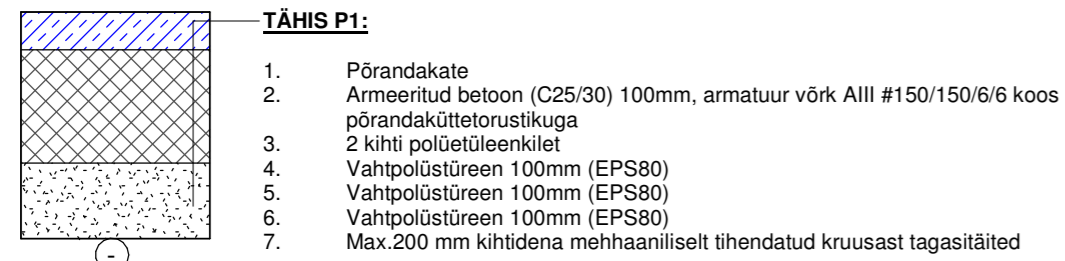 TÄHIS P1:
1. Põrandakate
2. Armeeritud betoon (C25/30) 100mm, armatuur võrk AIII #150/150/6/6 koos
põrandaküttetorustikuga
3. 2 kihti polüetüleenkilet
4. Vahtpolüstüreen 100mm (EPS80)
5. Vahtpolüstüreen 100mm (EPS80)
6. Vahtpolüstüreen 100mm (EPS80)
7. Max.200 mm kihtidena mehhaaniliselt tihendatud kruusast tagasitäited
-